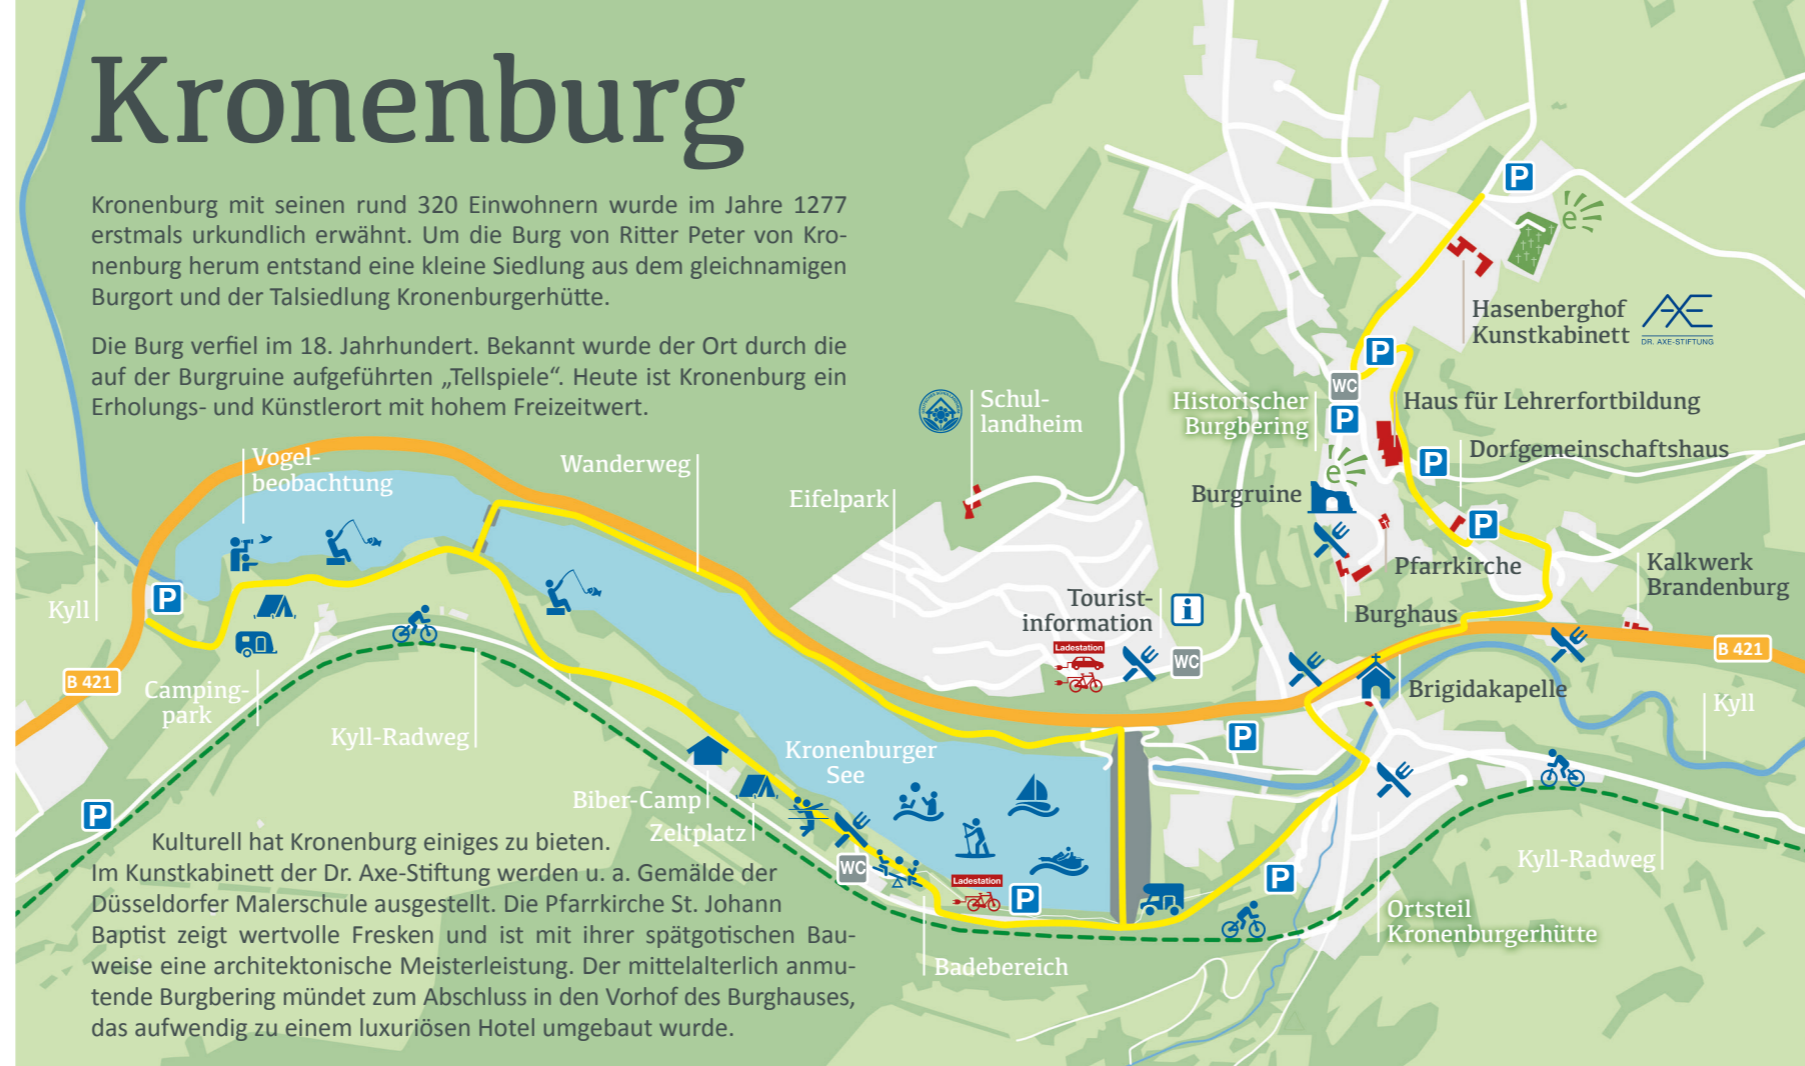 Kronenburg
Kronenburg mit seinen rund 320 Einwohnern wurde im Jahre 1277
erstmals urkundlich erwähnt. Um die Burg von Ritter Peter von Kro-
nenburg herum entstand eine kleine Siedlung aus dem gleichnamigen
Burgort und der Talsiedlung Kronenburgerhütte.
Die Burg verfiel im 18. Jahrhundert. Bekannt wurde der Ort durch die
auf der Burgruine aufgeführten „Tellspiele“. Heute ist Kronenburg ein
Erholungs- und Künstlerort mit hohem Freizeitwert.
P
e
Hasenberghof
Kunstkabinett
AXE
DR. AXE-STIFTUNG
P
WC
P
Schul-
landheim
Historischer
Burgbering
Haus für Lehrerfortbildung
Dorfgemeinschaftshaus
P
e
Vogel-
beobachtung
Wanderweg
Eifelpark
Burgruine
P
Pfarrkirche
Kalkwerk
Brandenburg
Kyll
P
Tourist-
information
i
Burghaus
Ladestation
WC
B 421
B 421
Camping-
park
Brigidakapelle
Kyll
Kyll-Radweg
Kronenburger
See
P
Biber-Camp
Zeltplatz
P
WC
Ladestation
P
P
Kyll-Radweg
Ortsteil
Kronenburgerhütte
Badebereich
Kulturell hat Kronenburg einiges zu bieten.
Im Kunstkabinett der Dr. Axe-Stiftung werden u. a. Gemälde der
Düsseldorfer Malerschule ausgestellt. Die Pfarrkirche St. Johann
Baptist zeigt wertvolle Fresken und ist mit ihrer spätgotischen Bau-
weise eine architektonische Meisterleistung. Der mittelalterlich anmu-
tende Burgbering mündet zum Abschluss in den Vorhof des Burghauses,
das aufwendig zu einem luxuriösen Hotel umgebaut wurde.